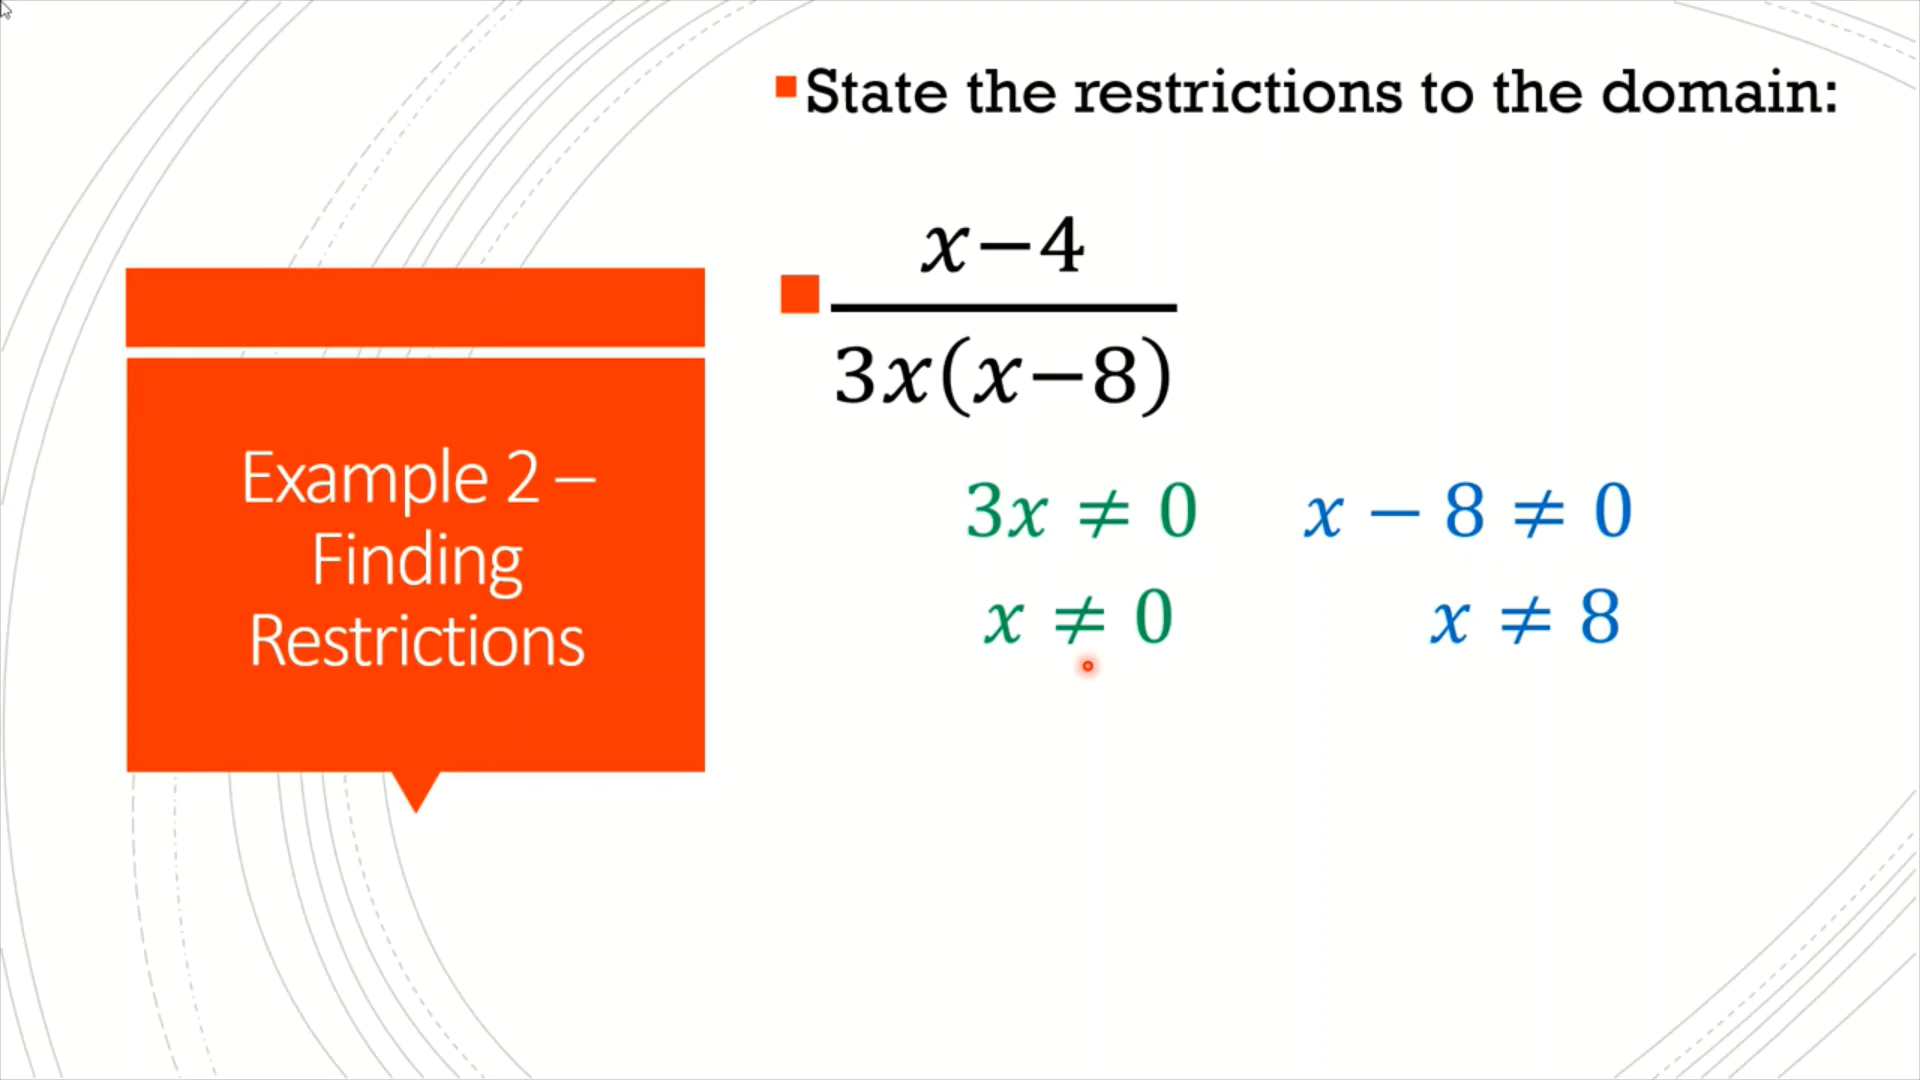 State the restrictions to the domain:
x−4
3x(x−8)
Example 2 –
Finding
Restrictions
3x ≠ 0 x − 8 ≠ 0
x ≠ 0 x ≠ 8